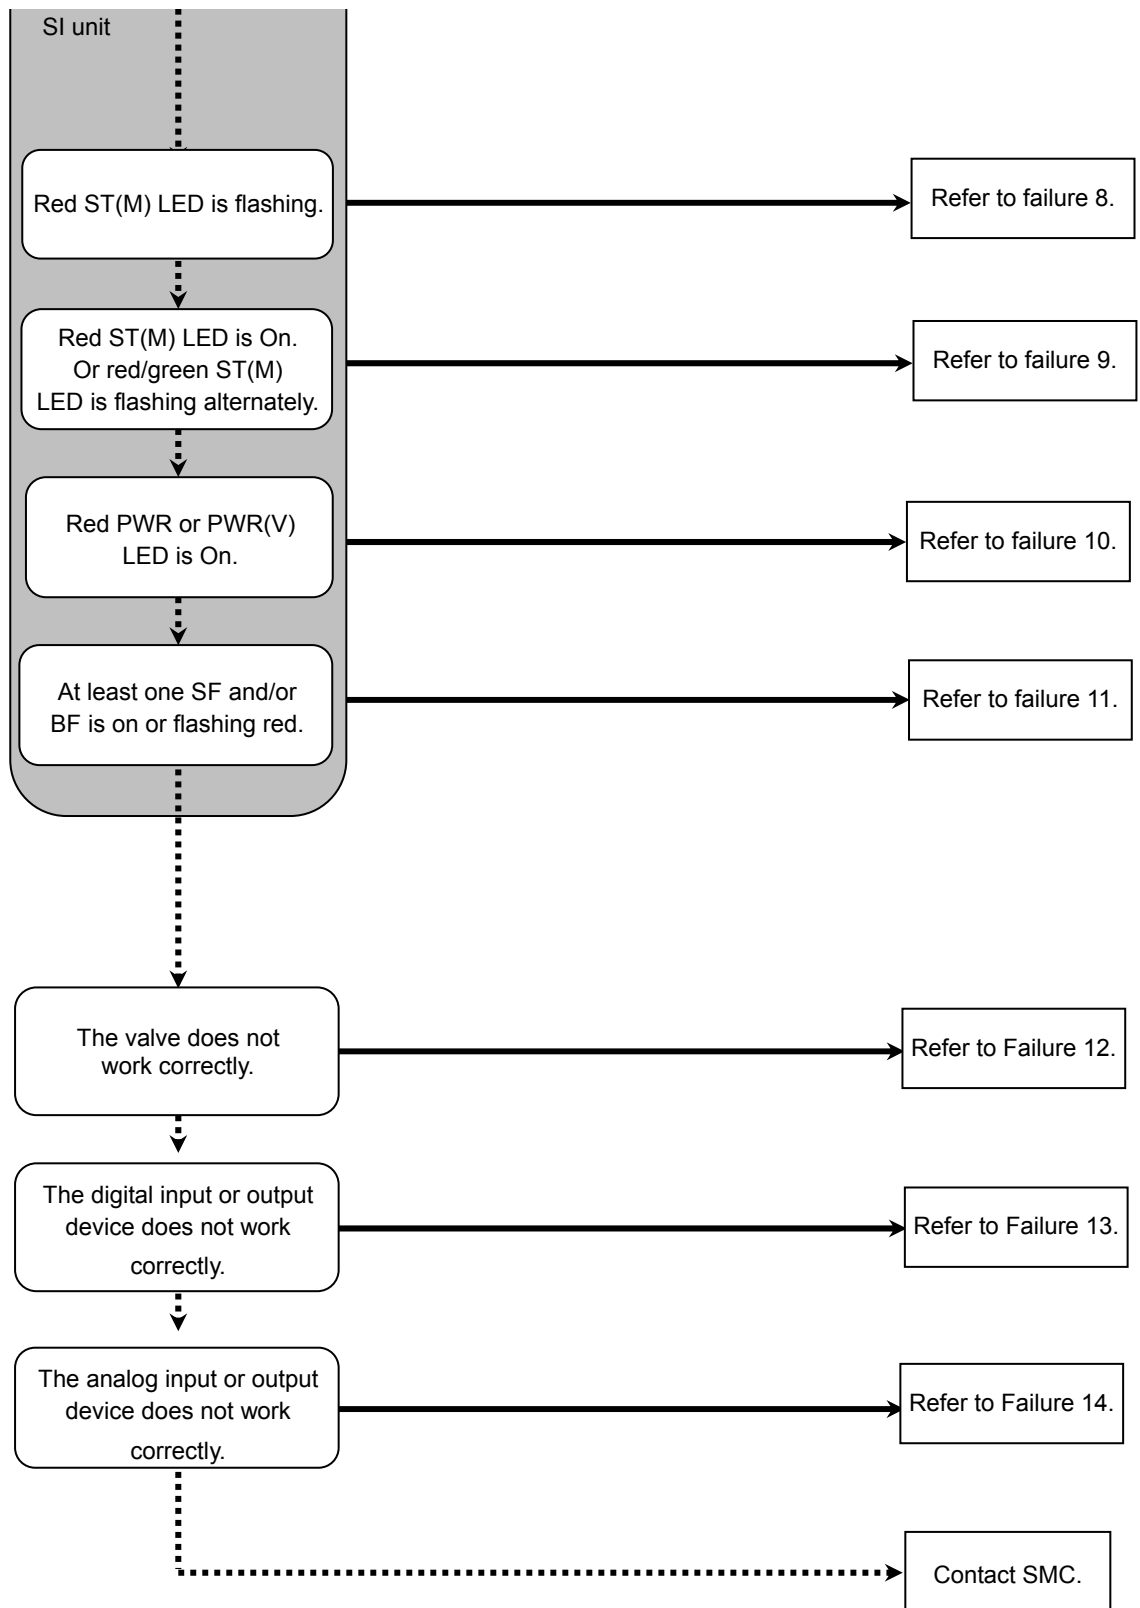 SI unit
Red ST(M) LED is flashing.
Refer to failure 8.
Red ST(M) LED is On.
Or red/green ST(M)
LED is flashing alternately.
Refer to failure 9.
Red PWR or PWR(V)
LED is On.
Refer to failure 10.
At least one SF and/or
BF is on or flashing red.
Refer to failure 11.
The valve does not
work correctly.
Refer to Failure 12.
The digital input or output
device does not work
correctly.
Refer to Failure 13.
The analog input or output
device does not work
correctly.
Refer to Failure 14.
Contact SMC.